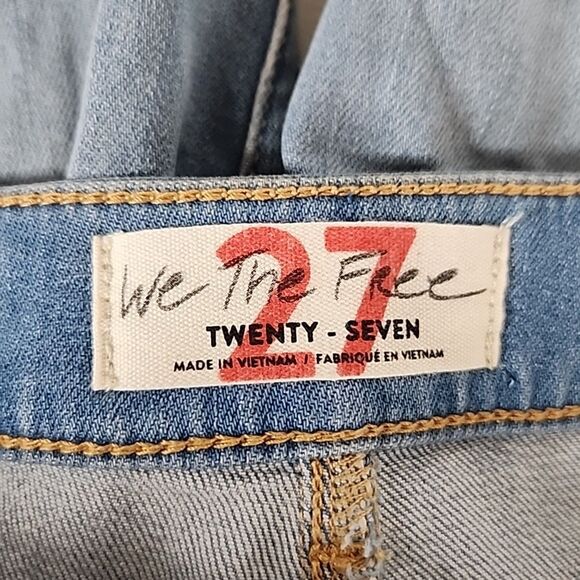 27
We The Free
TWENTY - SEVEN
MADE IN VIETNAM / FABRIQUÉ EN VIETNAM